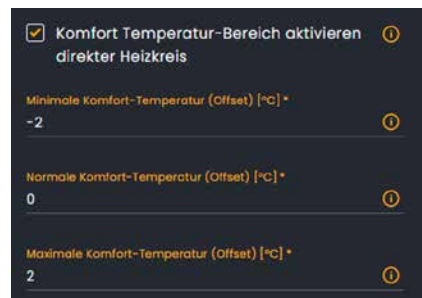 Komfort Temperatur-Bereich aktivieren
direkter Heizkreis
Minimale Komfort-Temperatur (Offset) [°C] *
-2
Normale Komfort-Temperatur (Offset) [°C] *
0
Maximale Komfort-Temperatur (Offset) [°C] *
2